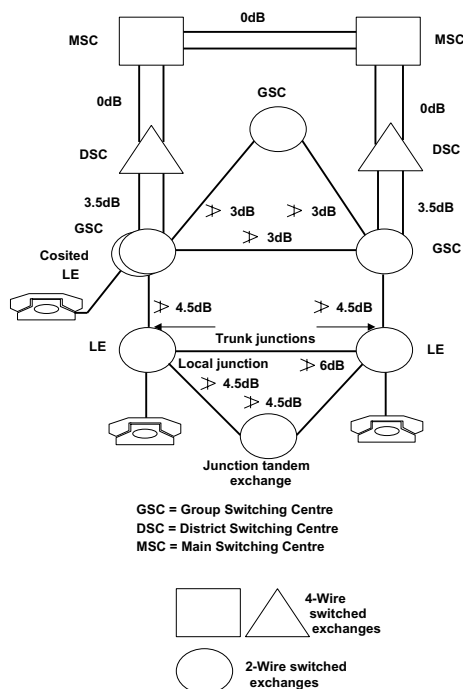 0dB
MSC
MSC
0dB
0dB
GSC
DSC
DSC
3.5dB
3.5dB
GSC
GSC
≯ 3dB
≯ 3dB
≯ 3dB
Cosited
LE
≯ 4.5dB
≯ 4.5dB
Trunk junctions
LE
LE
Local junction
≯ 6dB
≯ 4.5dB
≯ 4.5dB
Junction tandem
exchange
GSC = Group Switching Centre
DSC = District Switching Centre
MSC = Main Switching Centre
4-Wire
switched
exchanges
2-Wire switched
exchanges